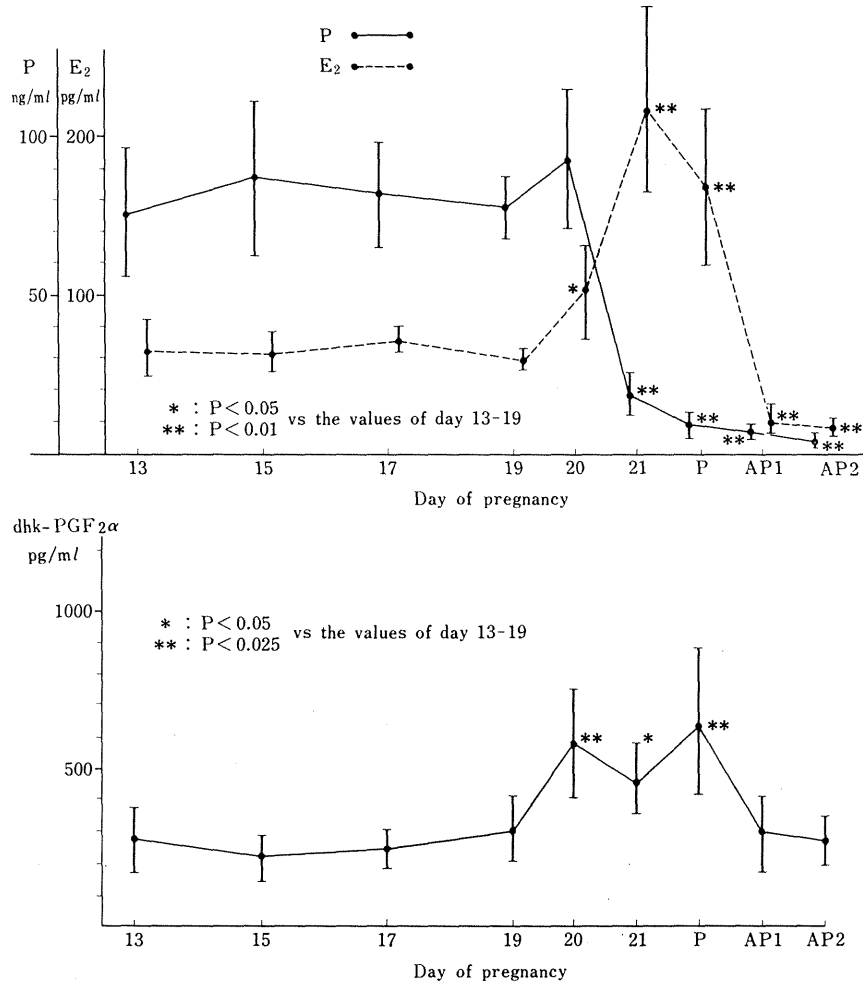 P
E₂
P E₂
ng/ml pg/ml
100 200
50 100
*
**
**
**
**
**
**
**
**
* : P<0.05
** : P<0.01
vs the values of day 13-19
13 15 17 19 20 21 P AP1 AP2
Day of pregnancy
dhk-PGF₂α
pg/ml
1000
500
* : P<0.05
** : P<0.025
vs the values of day 13-19
**
*
**
13 15 17 19 20 21 P AP1 AP2
Day of pregnancy